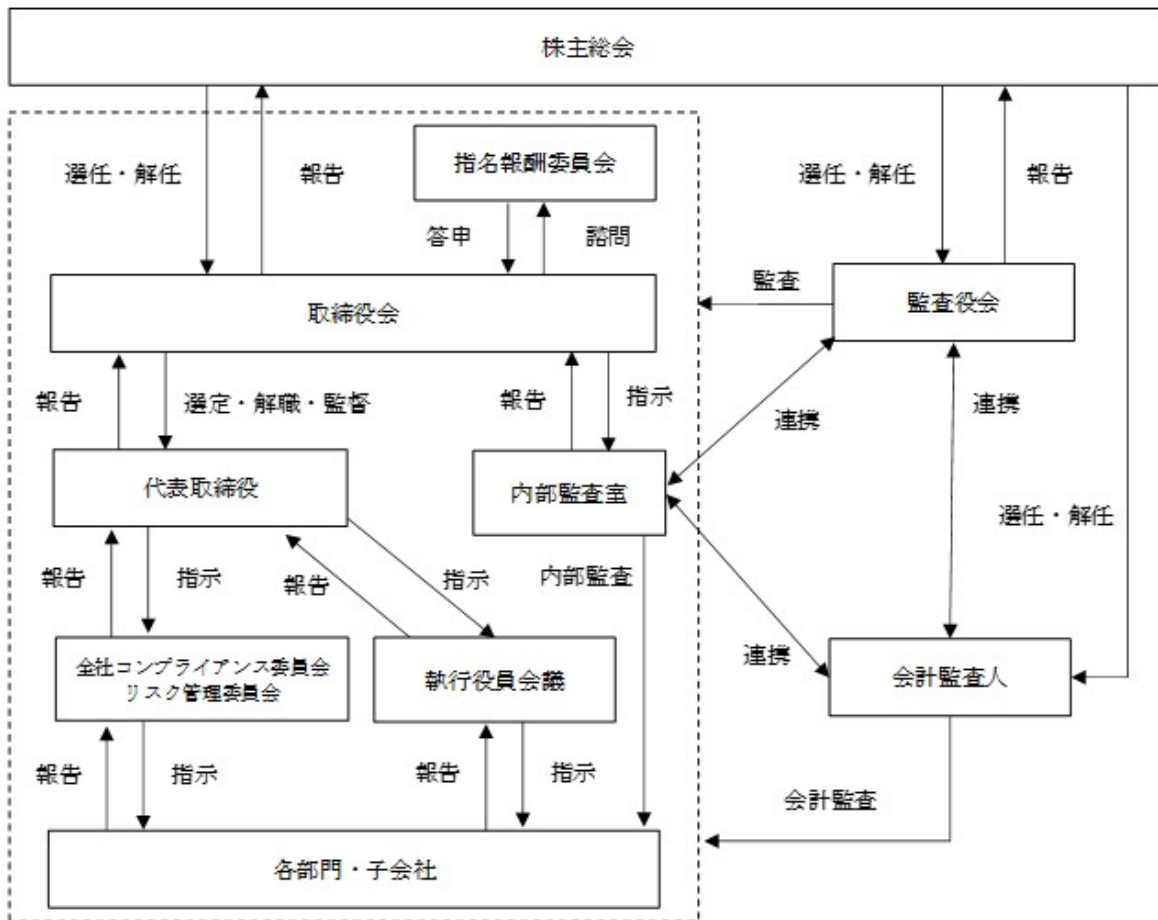 株主総会
選任・解任
報告
選任・解任
報告
指名報酬委員会
答申
諮問
取締役会
監査
監査役会
報告
選定・解職・監督
報告
指示
連携
連携
代表取締役
内部監査室
選任・解任
報告
指示
報告
指示
内部監査
全社コンプライアンス委員会
リスク管理委員会
執行役員会議
連携
会計監査人
報告
指示
報告
指示
会計監査
各部門・子会社